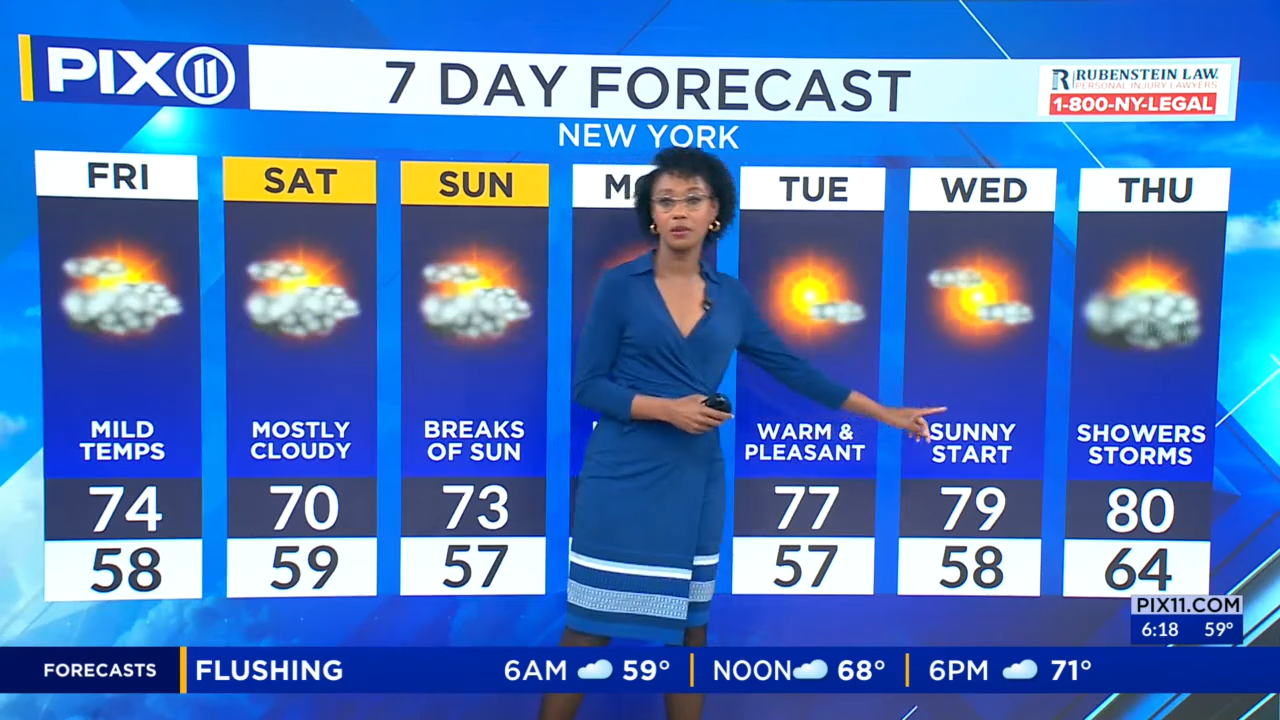 PIX 11
7 DAY FORECAST
RUBENSTEIN LAW
PERSONAL INJURY LAWYERS
1-800-NY-LEGAL
NEW YORK
FRI
SAT
SUN
TUE
WED
THU
MILD
TEMPS
MOSTLY
CLOUDY
BREAKS
OF SUN
WARM &
PLEASANT
SUNNY
START
SHOWERS
STORMS
74
70
73
77
79
80
58
59
57
57
58
64
PIX11.COM
6:18 59°
FORECASTS FLUSHING 6AM 59° NOON 68° 6PM 71°